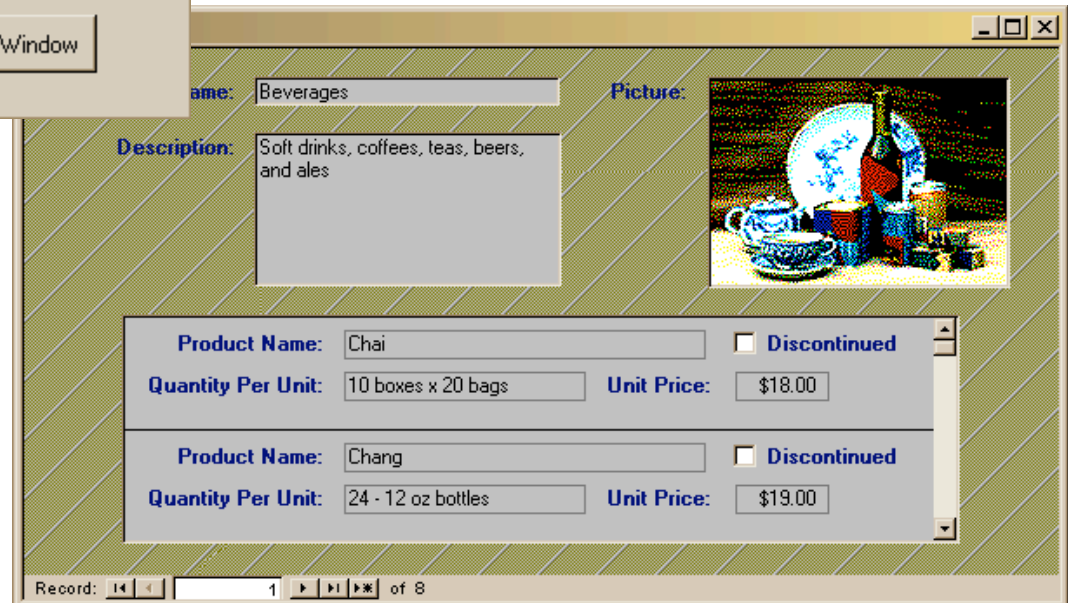 Window
ame: Beverages Picture:
Description: Soft drinks, coffees, teas, beers,
and ales
Product Name: Chai Discontinued
Quantity Per Unit: 10 boxes x 20 bags Unit Price: $18.00
Product Name: Chang Discontinued
Quantity Per Unit: 24 - 12 oz bottles Unit Price: $19.00
Record: 1 of 8